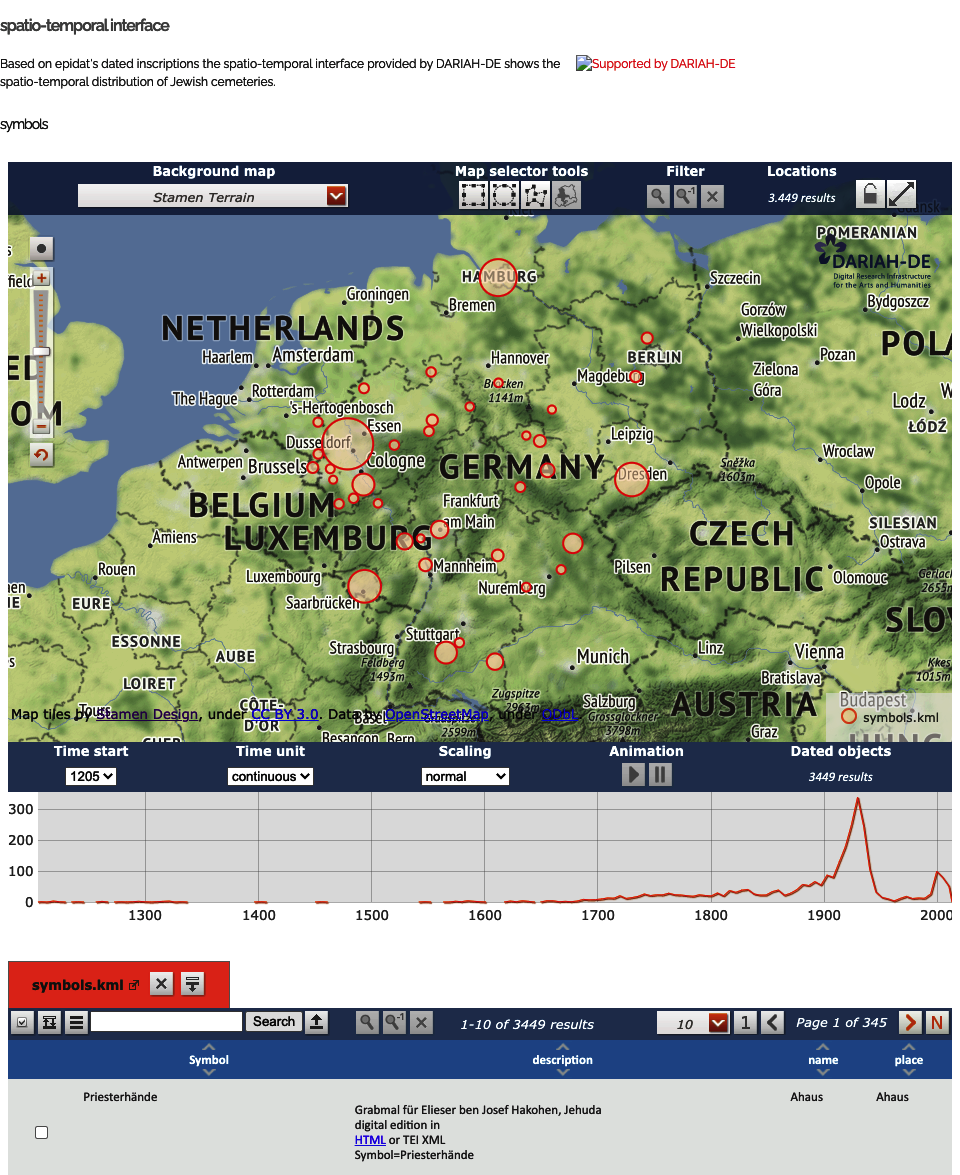 spatio-temporal interface
Based on epidat's dated inscriptions the spatio-temporal interface provided by DARIAH-DE shows the
spatio-temporal distribution of Jewish cemeteries.
Supported by DARIAH-DE
symbols
Background map
Map selector tools
Filter
Locations
Stamen Terrain
3.449 results
POMERANIAN
DARIAH-DE
Digital Research Infrastructure
for the Arts and Humanities
HAMBURG
Szczecin
Groningen
Bremen
Bydgoszcz
Gorzów
Wielkopolski
NETHERLANDS
POLA
Haarlem
Amsterdam
Hannover
BERLIN
Poznan
Magdeburg
Brocken
1141m
Zielona
Góra
The Hague
Rotterdam
's-Hertogenbosch
Lodz
ŁÓDŹ
Essen
Dusseldorf
Leipzig
Wroclaw
Antwerpen
Brussels
Cologne
GERMANY
Dresden
Sněžka
1603m
Opole
BELGIUM
Frankfurt
am Main
SILESIAN
Ostrava
LUXEMBURG
CZECH
REPUBLIC
Amiens
Rouen
Luxembourg
Mannheim
Pilsen
Olomouc
Gerlach
2655m
EURE
Saarbrücken
Nuremberg
SLO
ESSONNE
Stuttgart
Strasbourg
AUBE
Feldberg
1493m
Munich
Linz
Vienna
Bratislava
Kkes
1015m
LOIRET
Zugspitze
2963m
Salzburg
AUSTRIA
Budapest
Tours
CÔTE-
D'OR
Basel
Grossglockner
3798m
Map tiles by Stamen Design, under CC BY 3.0. Data by OpenStreetMap, under ODbL.
symbols.kml
2599m
Graz
CHER
Besançon
Bern
HUNG
Time start
Time unit
Scaling
Animation
Dated objects
1205
continuous
normal
3449 results
300
200
100
0
1300 1400 1500 1600 1700 1800 1900 2000
symbols.kml
Search
1-10 of 3449 results
10
1
Page 1 of 345
N
Symbol description name place
Priesterhände
Ahaus Ahaus
Grabmal für Elieser ben Josef Hakohen, Jehuda
digital edition in
HTML or TEI XML
Symbol=Priesterhände